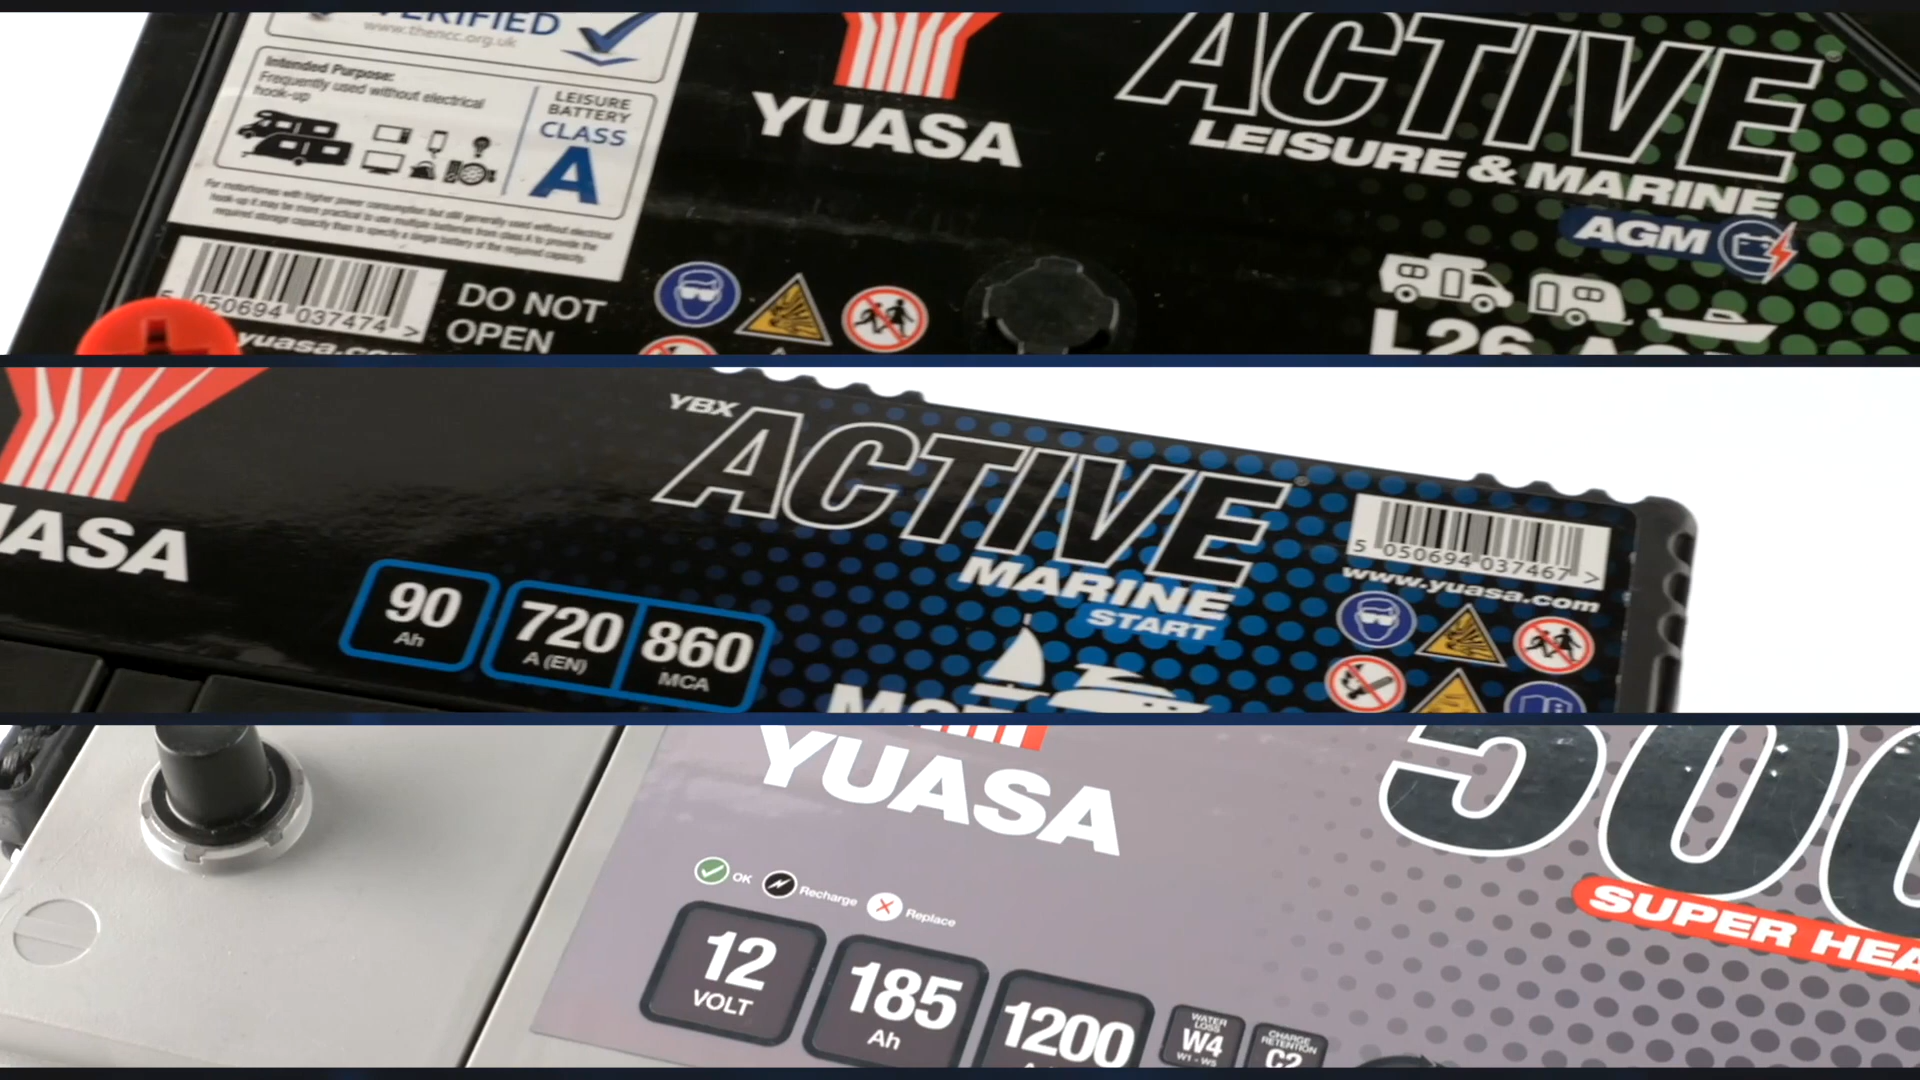 VERIFIED
www.thencc.org.uk
Intended Purpose:
Frequently used without electrical
hook-up
LEISURE
BATTERY
CLASS
A
For motorhomes with higher power consumption but still generally used without electrical
hook-up it may be more practical to use multiple batteries from class A to provide the
required storage capacity than to specify a single battery of the required capacity.
5 050694 037474 >
DO NOT
OPEN
YUASA
ACTIVE
LEISURE & MARINE
AGM
L26
UASA
90
Ah
720
A (EN)
860
MCA
YBX
ACTIVE
MARINE
START
5 050694 037467 >
www.yuasa.com
YUASA
OK
Recharge
Replace
12
VOLT
185
Ah
1200
WATER
LOSS
W4
W1 - W5
CHARGE
RETENTION
C2
SUPER HEA